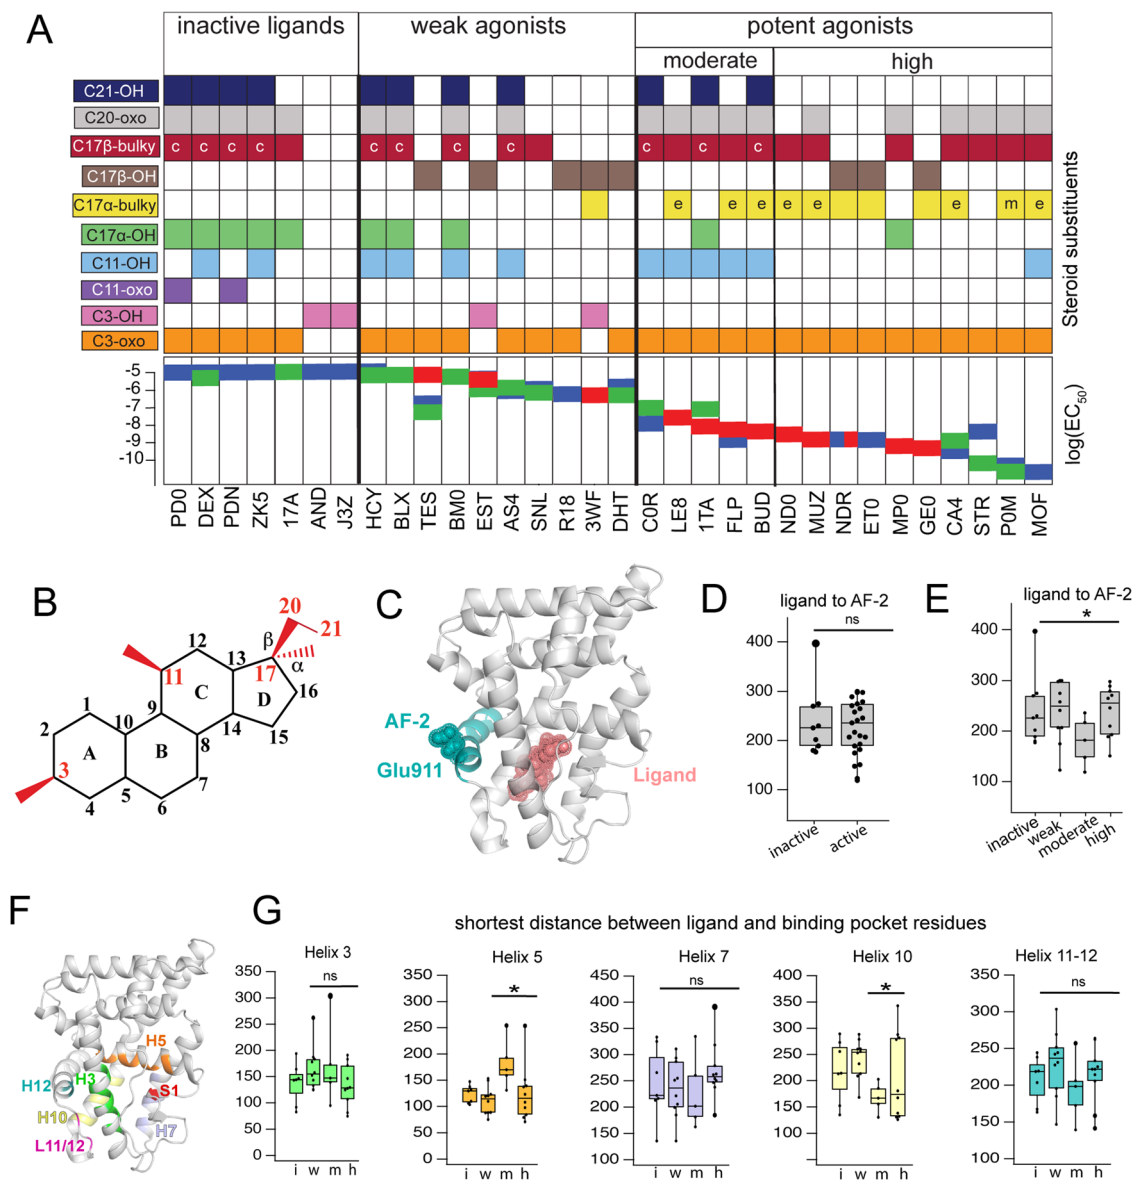 A
inactive ligands
weak agonists
potent agonists
moderate
high
C21-OH
C20-oxo
C17β-bulky
c c c c c c c c c c c
C17β-OH
C17α-bulky
e e e e e e m e
C17α-OH
C11-OH
C11-oxo
C3-OH
C3-oxo
Steroid substituents
-5
-6
-7
-8
-9
-10
log(EC50)
PD0 DEX PDN ZK5 17A AND J3Z HCY BLX TES BM0 EST AS4 SNL R18 3WF DHT C0R LE8 1TA FLP BUD ND0 MUZ NDR ET0 MP0 GE0 CA4 STR P0M MOF
B
20
21
12
β
11
13
17
α
C
16
1
9
D
2
10
14
15
8
A
B
3
7
4
5
6
C
AF-2
Glu911
Ligand
D
ligand to AF-2
ns
400
300
200
100
inactive
active
E
ligand to AF-2
*
400
300
200
100
inactive
weak
moderate
high
F
H5
H12
H3
S1
H10
H7
L11/12
G
shortest distance between ligand and binding pocket residues
Helix 3
ns
350
300
250
200
150
100
50
0
i w m h
Helix 5
*
350
300
250
200
150
100
50
0
i w m h
Helix 7
ns
450
400
350
300
250
200
150
100
i w m h
Helix 10
*
400
350
300
250
200
150
100
50
i w m h
Helix 11-12
ns
350
300
250
200
150
100
i w m h